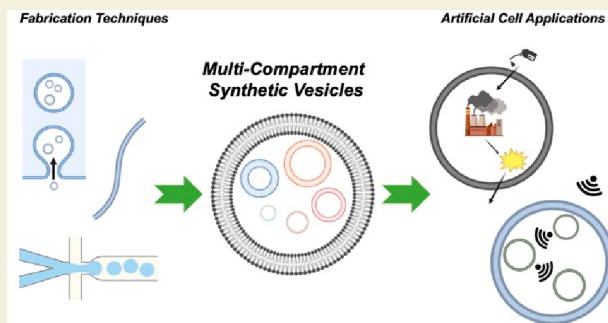 Fabrication Techniques
Artificial Cell Applications
Multi-Compartment
Synthetic Vesicles